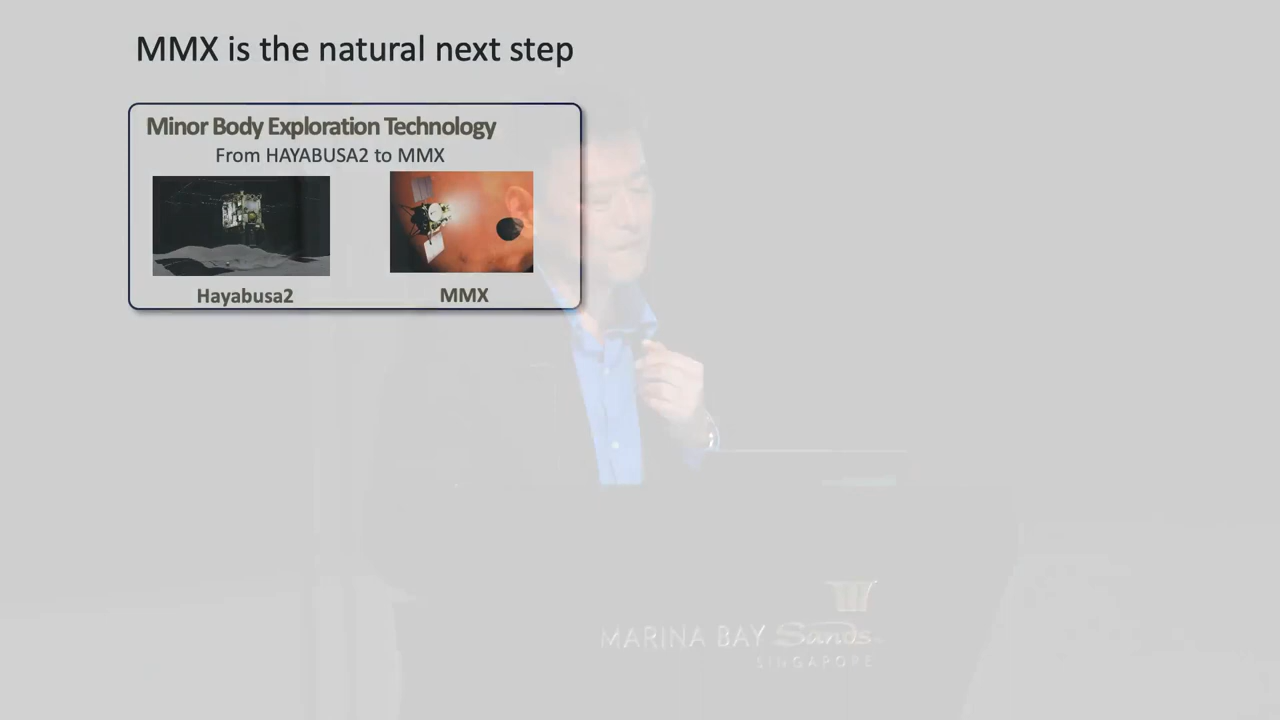 MMX is the natural next step
Minor Body Exploration Technology
From HAYABUSA2 to MMX
Hayabusa2
MMX
MARINA BAY Sands
SINGAPORE